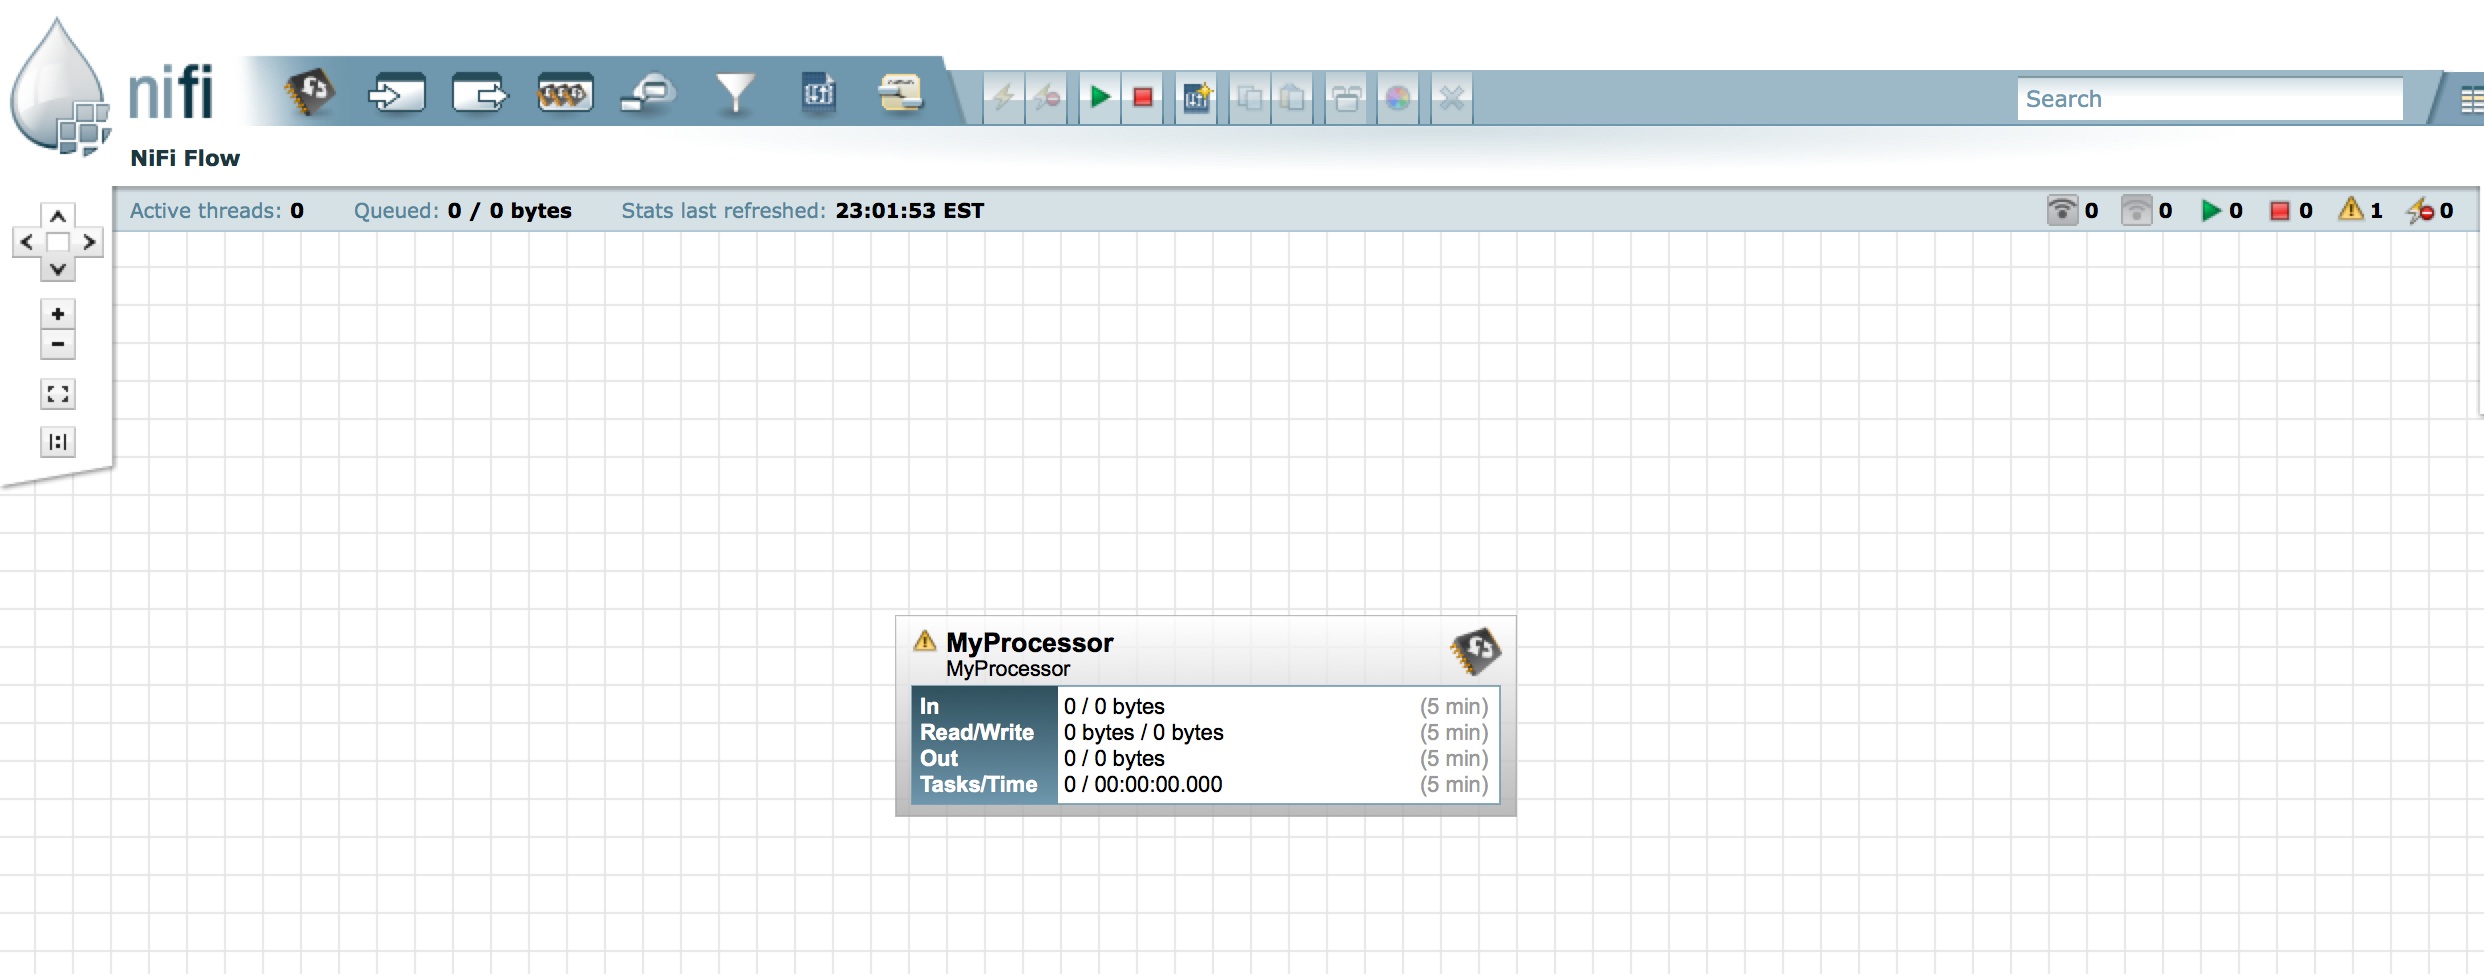 nifi
Search
NiFi Flow
Active threads: 0 Queued: 0 / 0 bytes Stats last refreshed: 23:01:53 EST 0 0 0 0 1 0
MyProcessor
MyProcessor
In 0 / 0 bytes (5 min)
Read/Write 0 bytes / 0 bytes (5 min)
Out 0 / 0 bytes (5 min)
Tasks/Time 0 / 00:00:00.000 (5 min)